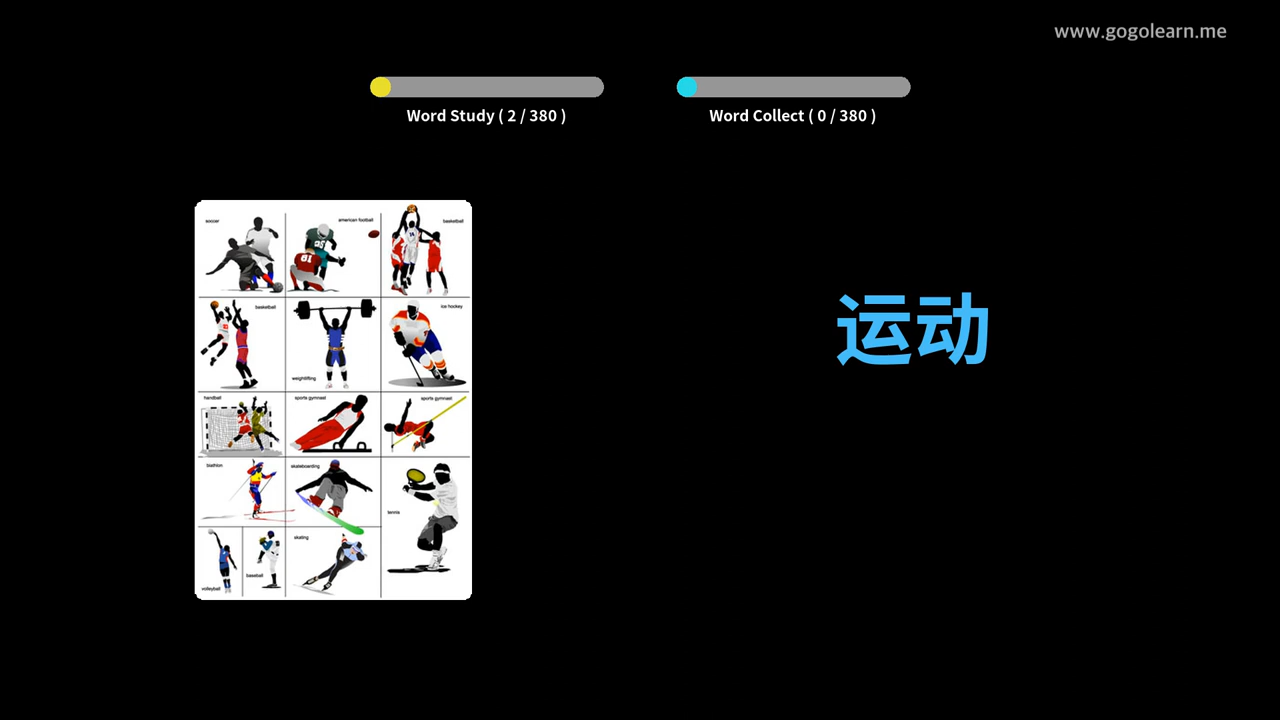 www.gogolearn.me
Word Study ( 2 / 380 )
Word Collect ( 0 / 380 )
soccer
american football
basketball
basketball
weightlifting
ice hockey
handball
sports gymnast
sports gymnast
biathlon
skateboarding
tennis
volleyball
baseball
skating
运动